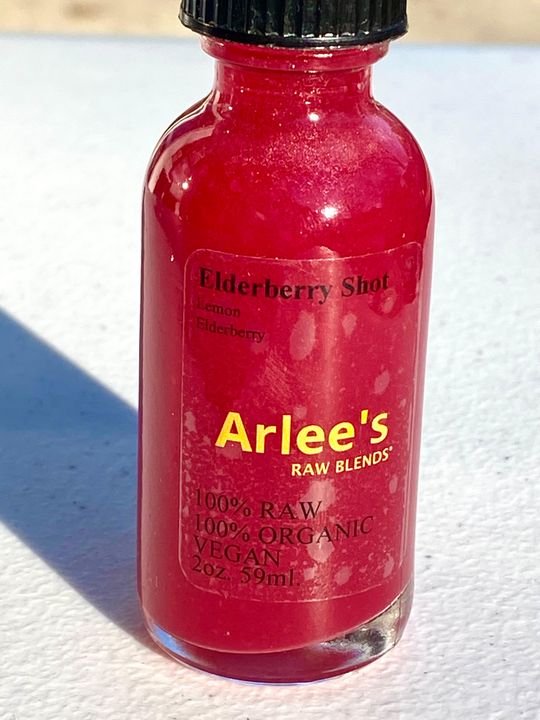 Elderberry Shot
Lemon
Elderberry
Arlee's
RAW BLENDS®
100% RAW
100% ORGANIC
VEGAN
2oz. 59ml.